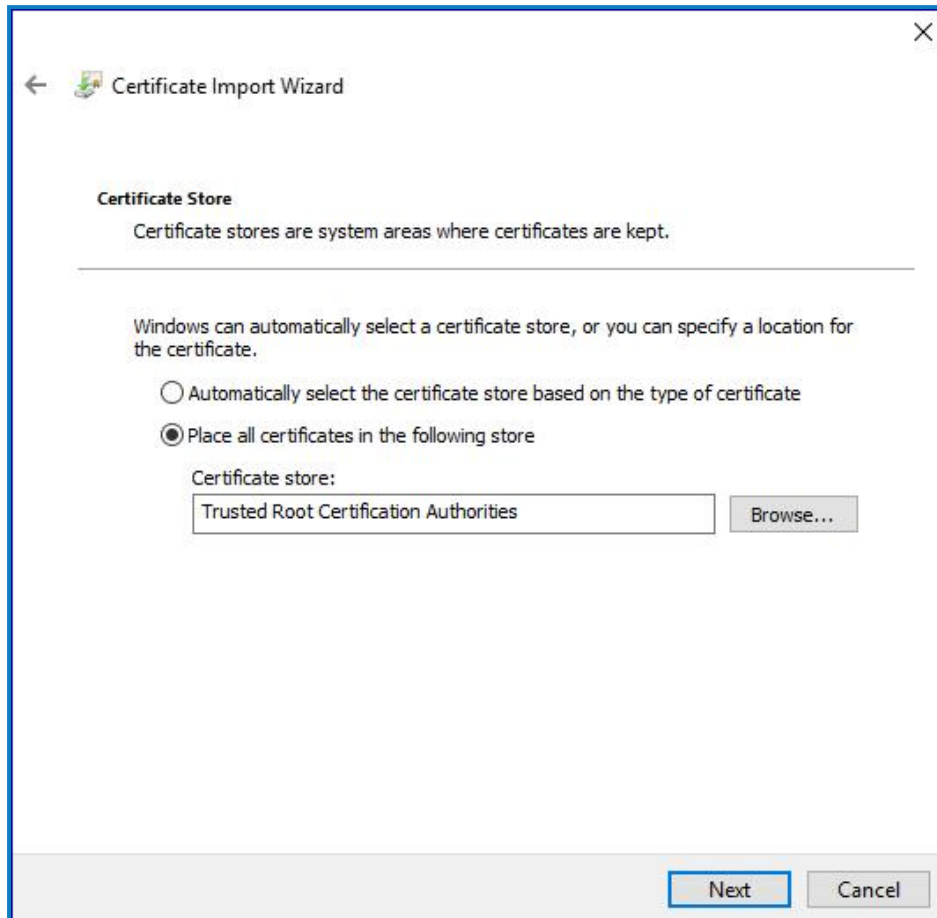 Certificate Import Wizard
Certificate Store
Certificate stores are system areas where certificates are kept.
Windows can automatically select a certificate store, or you can specify a location for
the certificate.
Automatically select the certificate store based on the type of certificate
Place all certificates in the following store
Certificate store:
Trusted Root Certification Authorities
Browse...
Next
Cancel